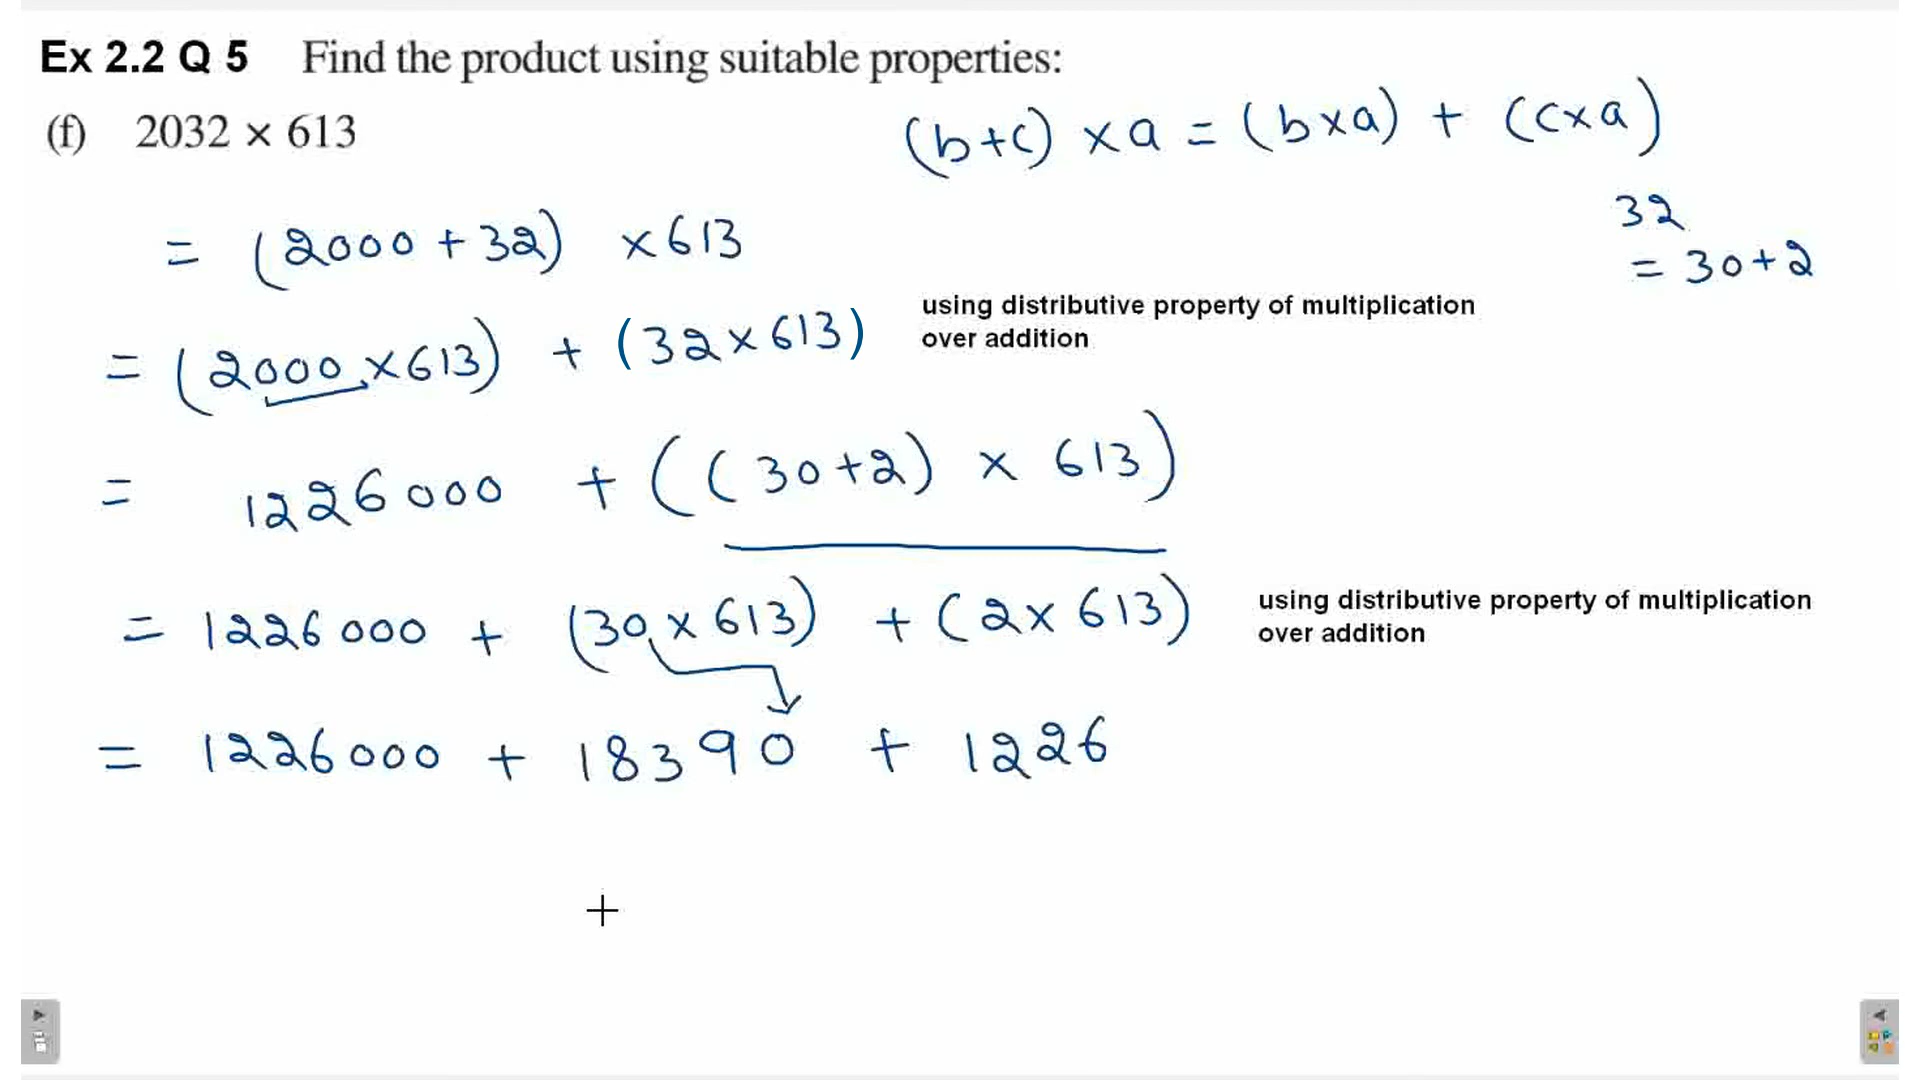 Ex 2.2 Q 5 Find the product using suitable properties:
(f) 2032 × 613
(b+c) × a = (b×a) + (c×a)
32
= 30+2
= (2000 + 32) × 613
= (2000 × 613) + (32 × 613)
using distributive property of multiplication
over addition
= 1226000 + ((30+2) × 613)
= 1226000 + (30 × 613) + (2 × 613)
using distributive property of multiplication
over addition
= 1226000 + 18390 + 1226